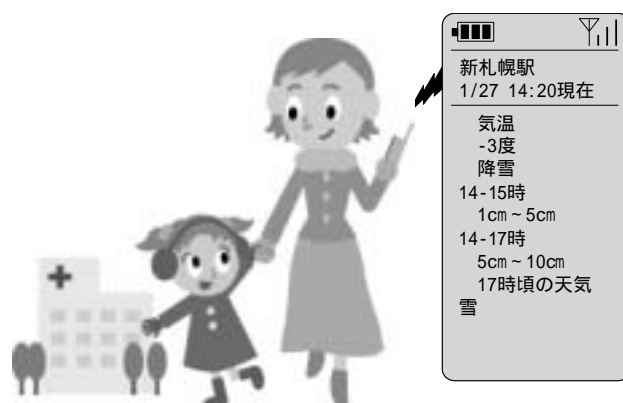 新札幌駅
1/27 14:20現在
気温
-3度
降雪
14-15時
1㎝~5㎝
14-17時
5㎝~10㎝
17時頃の天気
雪